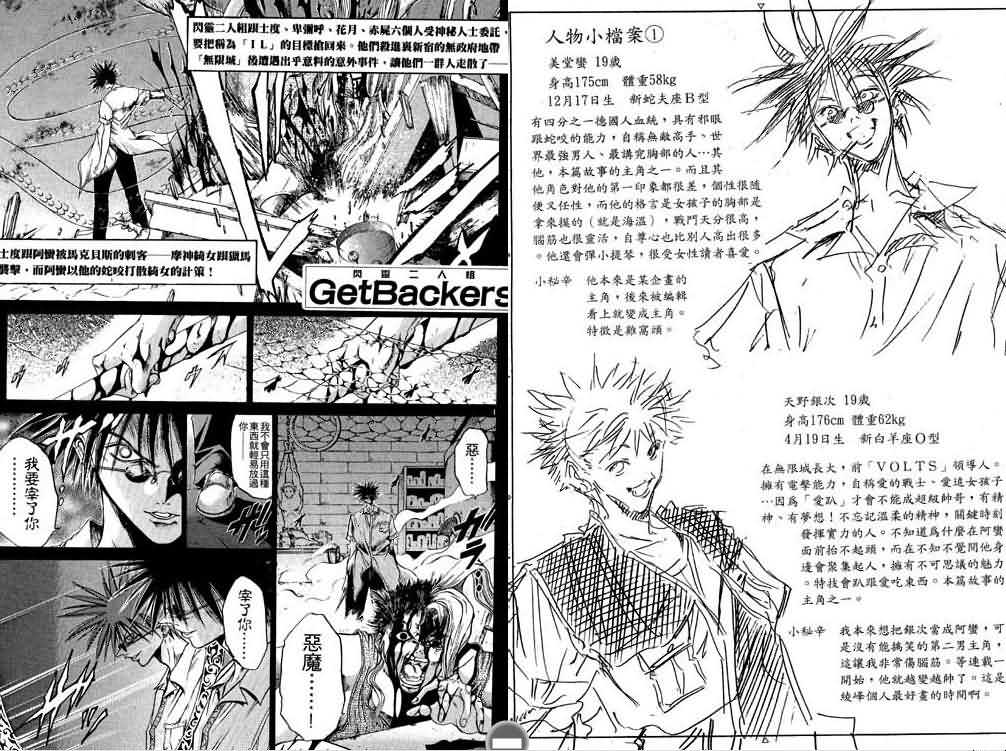 人物小檔案①
美堂蠻 19歲
身高175cm 體重58kg
12月17日生 新蛇夫座B型
有四分之一德國人血統，具有邪眼
跟蛇咬的能力，自稱無敵高手、世
界最強男人、最講究胸部的人…其
他，本篇故事的主角之一。而且其
他角色對他的第一印象都很差，個性很隨
便又任性，而他的格言是女孩子的胸部是
拿來摸的（就是海溫），戰鬥天分很高，
腦筋也很靈活，自尊心也比別人高出很多
。他還會彈小提琴，很受女性讀者喜愛。
小秘辛 他本來是某企畫的
主角，後來被編輯
看上就變成主角。
特徵是雞窩頭。
天野銀次 19歲
身高176cm 體重62kg
4月19日生 新白羊座O型
在無限城長大，前「VOLTS」領導人。
擁有電擊能力，自稱愛的戰士、愛追女孩子
…因為「愛趴」才會不能成超級帥哥，有精
神、有夢想！不忘記溫柔的精神，關鍵時刻
發揮實力的人。不知道為什麼在阿蠻
面前抬不起頭，而在不知不覺間他身
邊會聚集起人，擁有不可思議的魅力
。特技會趴跟愛吃東西。本篇故事的
主角之一。
小秘辛 我本來想把銀次當成阿蠻，可
是沒有能搞笑的第二男主角，
這讓我非常傷腦筋。等連載一
開始，他就越變越帥了。這是
綾峰個人最好畫的時間啊。
閃靈二人組跟士度、卑彌呼、花月、赤屍六個人受神秘人士委託，
要把稱為「IL」的目標搶回來。他們殺進裏新宿的無政府地帶
「無限城」後遭遇出乎意料的意外事件，讓他們一群人走散了——
士度跟阿蠻被馬克貝斯的刺客——摩神綺女跟獵馬
襲擊，而阿蠻以他的蛇咬打散綺女的計策！
閃靈二人組
GetBackers
惡…
………
我不會只用這種
東西就輕易放過
你…
我要宰了你
………
惡魔
………！
宰了你…
………